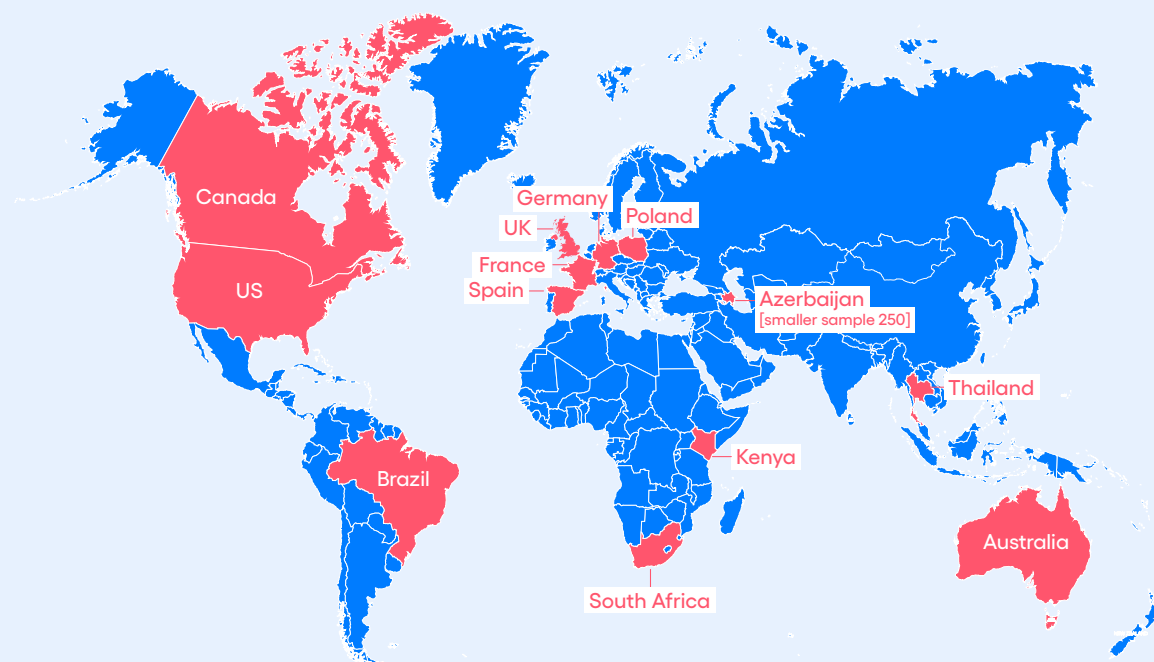 Canada
Germany
Poland
UK
France
Spain
US
Azerbaijan
[smaller sample 250]
Thailand
Kenya
Brazil
Australia
South Africa